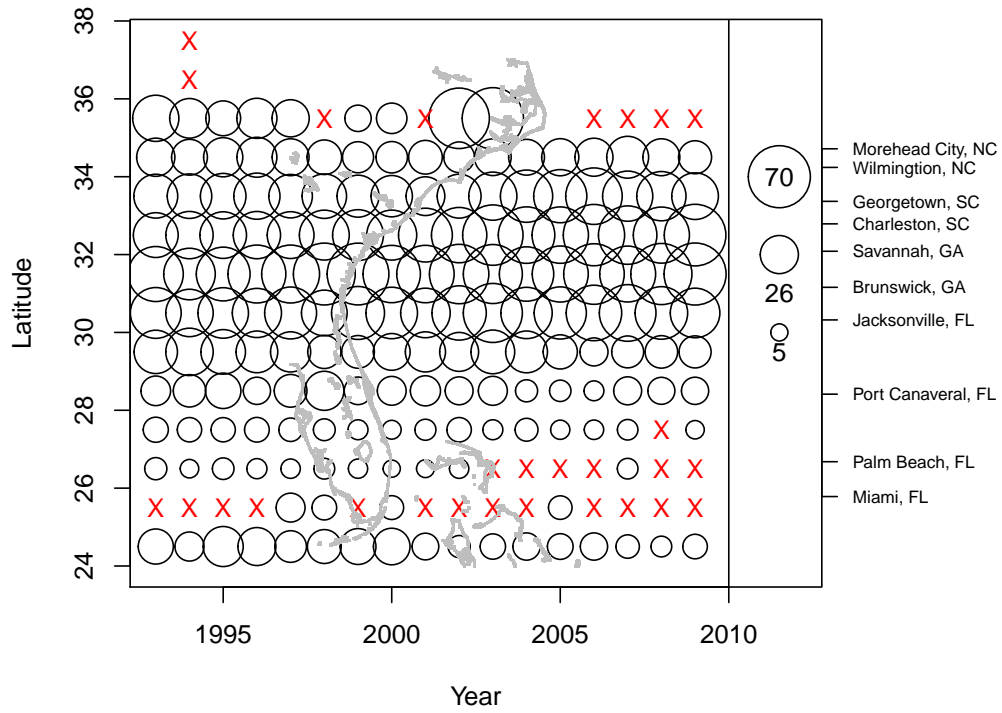 38
36
34
32
30
28
26
24
Latitude
1995
2000
2005
2010
Year
70
26
5
Morehead City, NC
Wilmington, NC
Georgetown, SC
Charleston, SC
Savannah, GA
Brunswick, GA
Jacksonville, FL
Port Canaveral, FL
Palm Beach, FL
Miami, FL